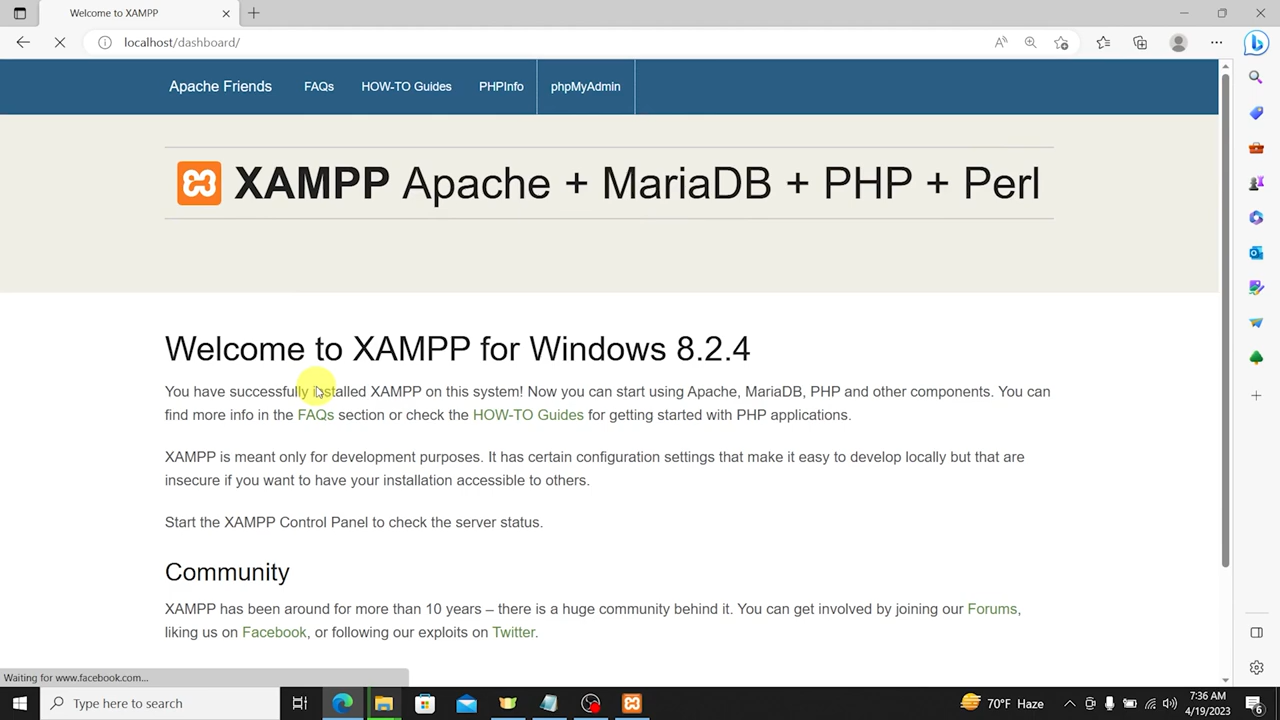 Welcome to XAMPP
localhost/dashboard/
Apache Friends FAQs HOW-TO Guides PHPInfo phpMyAdmin
XAMPP Apache + MariaDB + PHP + Perl
Welcome to XAMPP for Windows 8.2.4
You have successfully installed XAMPP on this system! Now you can start using Apache, MariaDB, PHP and other components. You can
find more info in the FAQs section or check the HOW-TO Guides for getting started with PHP applications.
XAMPP is meant only for development purposes. It has certain configuration settings that make it easy to develop locally but that are
insecure if you want to have your installation accessible to others.
Start the XAMPP Control Panel to check the server status.
Community
XAMPP has been around for more than 10 years – there is a huge community behind it. You can get involved by joining our Forums,
liking us on Facebook, or following our exploits on Twitter.
Waiting for www.facebook.com...
Type here to search
70°F Haze
7:36 AM
4/19/2023
6